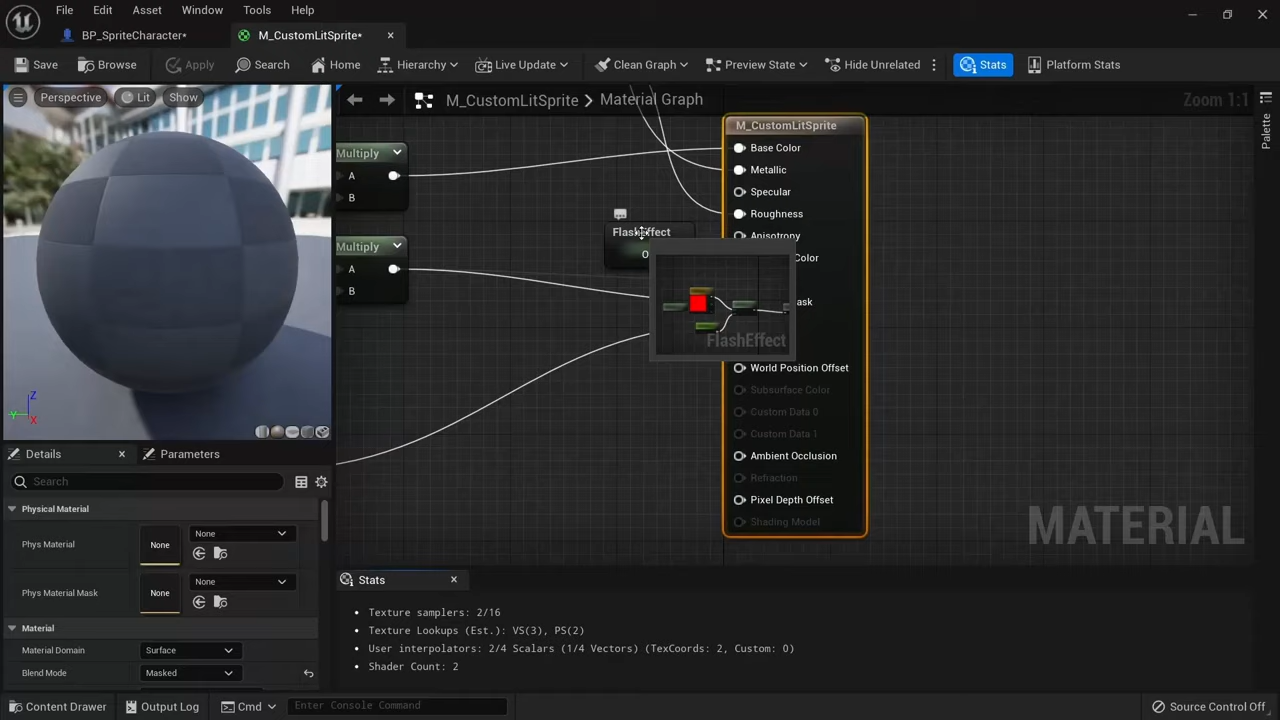 File Edit Asset Window Tools Help
BP_SpriteCharacter* M_CustomLitSprite*
Save Browse Apply Search Home Hierarchy Live Update Clean Graph Preview State Hide Unrelated Stats Platform Stats
Perspective Lit Show
M_CustomLitSprite Material Graph Zoom 1:1
Palette
Multiply
A
B
Multiply
A
B
FlashEffect
O
FlashEffect
M_CustomLitSprite
Base Color
Metallic
Specular
Roughness
Anisotropy
Color
ask
World Position Offset
Subsurface Color
Custom Data 0
Custom Data 1
Ambient Occlusion
Refraction
Pixel Depth Offset
Shading Model
MATERIAL
Z
Y
X
Details Parameters
Search
Physical Material
Phys Material None None
Phys Material Mask None None
Material
Material Domain Surface
Blend Mode Masked
Stats
Texture samplers: 2/16
Texture Lookups (Est.): VS(3), PS(2)
User interpolators: 2/4 Scalars (1/4 Vectors) (TexCoords: 2, Custom: 0)
Shader Count: 2
Content Drawer Output Log Cmd Enter Console Command Source Control Off